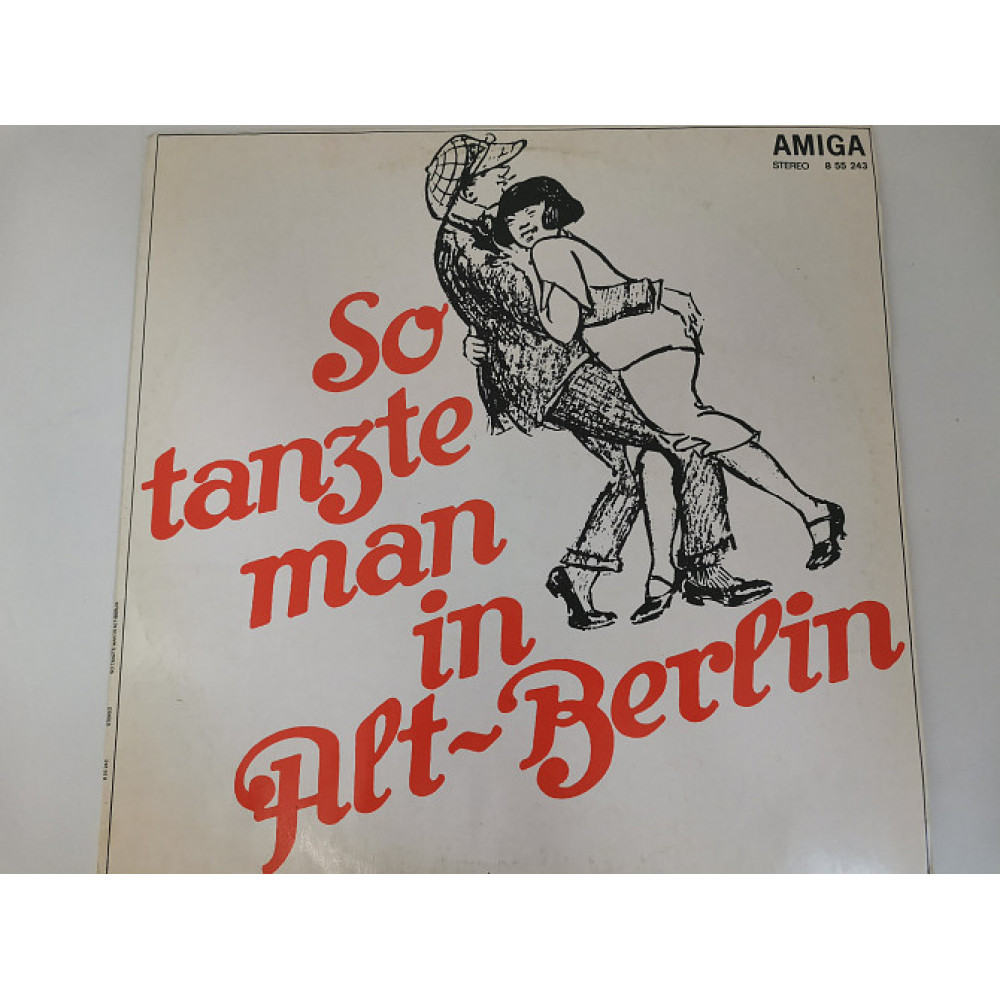 AMIGA
STEREO 8 55 243
So
tanzte
man
in
Alt~Berlin